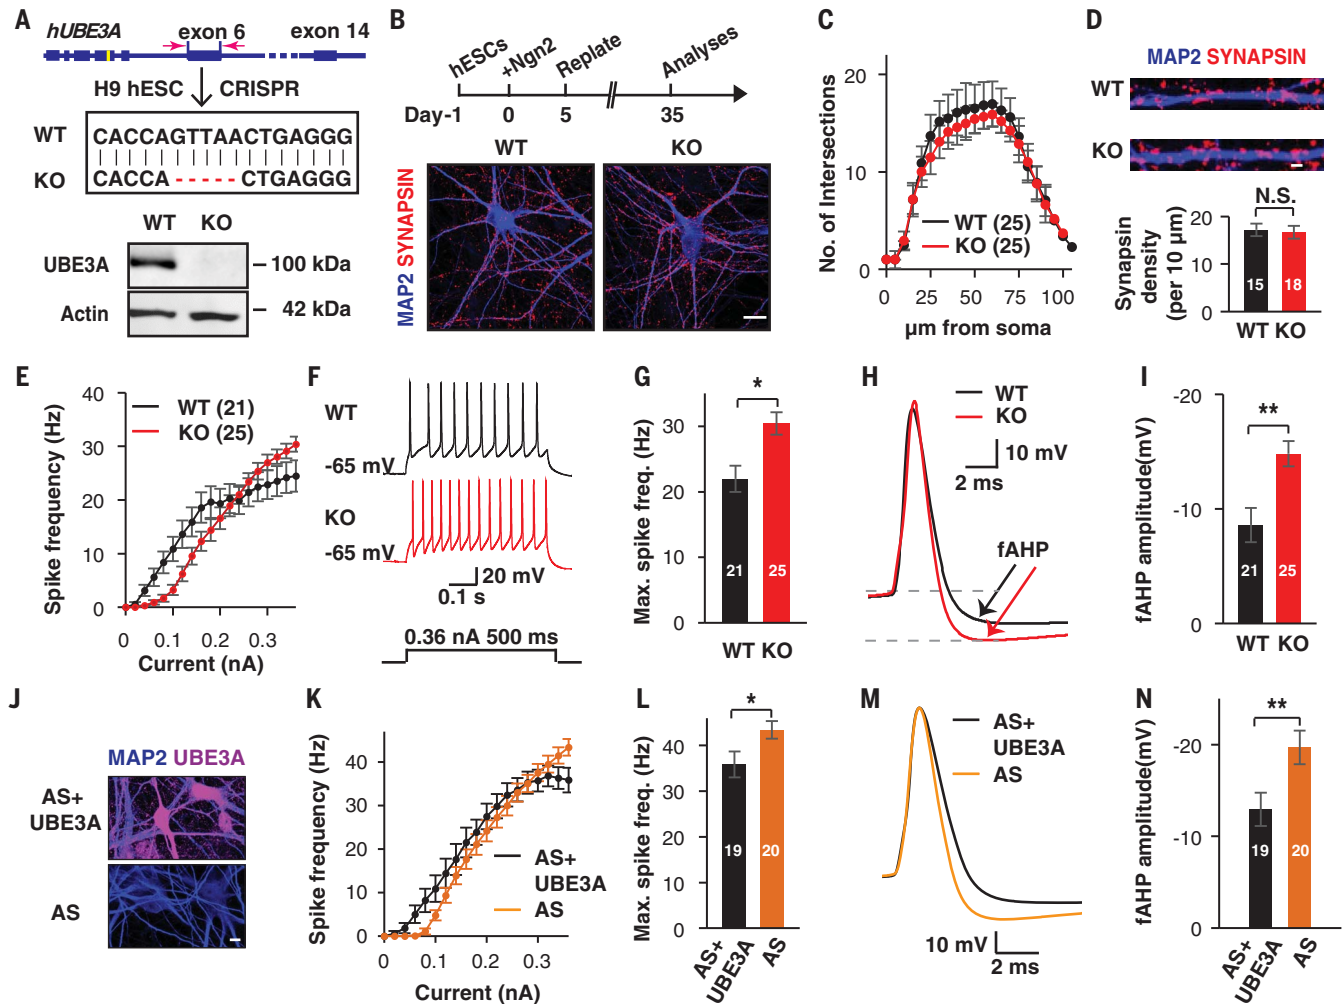 A
hUBE3A
exon 6
exon 14
H9 hESC
CRISPR
WT
CACCAGTTAACTGAGGG
KO
CACCA-----CTGAGGG
WT KO
UBE3A
100 kDa
Actin
42 kDa
B
hESCs
+Ngn2
Replate
Analyses
Day -1 0 5 35
WT
KO
MAP2 SYNAPSIN
C
No. of Intersections
20
10
0
WT (25)
KO (25)
0 25 50 75 100
µm from soma
D
MAP2 SYNAPSIN
WT
KO
N.S.
Synapsin
density
(per 10 µm)
20
10
0
15
18
WT KO
E
Spike frequency (Hz)
40
30
20
10
0
WT (21)
KO (25)
0 0.1 0.3
Current (nA)
F
WT
-65 mV
KO
-65 mV
20 mV
0.1 s
0.36 nA 500 ms
G
Max. spike freq. (Hz)
30
20
10
0
*
21
25
WT KO
H
WT
KO
10 mV
2 ms
fAHP
I
fAHP amplitude(mV)
-20
-10
0
**
21
25
WT KO
J
MAP2 UBE3A
AS+
UBE3A
AS
K
Spike frequency (Hz)
40
30
20
10
0
AS+
UBE3A
AS
0 0.1 0.3
Current (nA)
L
Max. spike freq. (Hz)
40
30
20
10
0
*
19
20
AS+
UBE3A
AS
M
AS+
UBE3A
AS
10 mV
2 ms
N
fAHP amplitude(mV)
-20
-10
0
**
19
20
AS+
UBE3A
AS